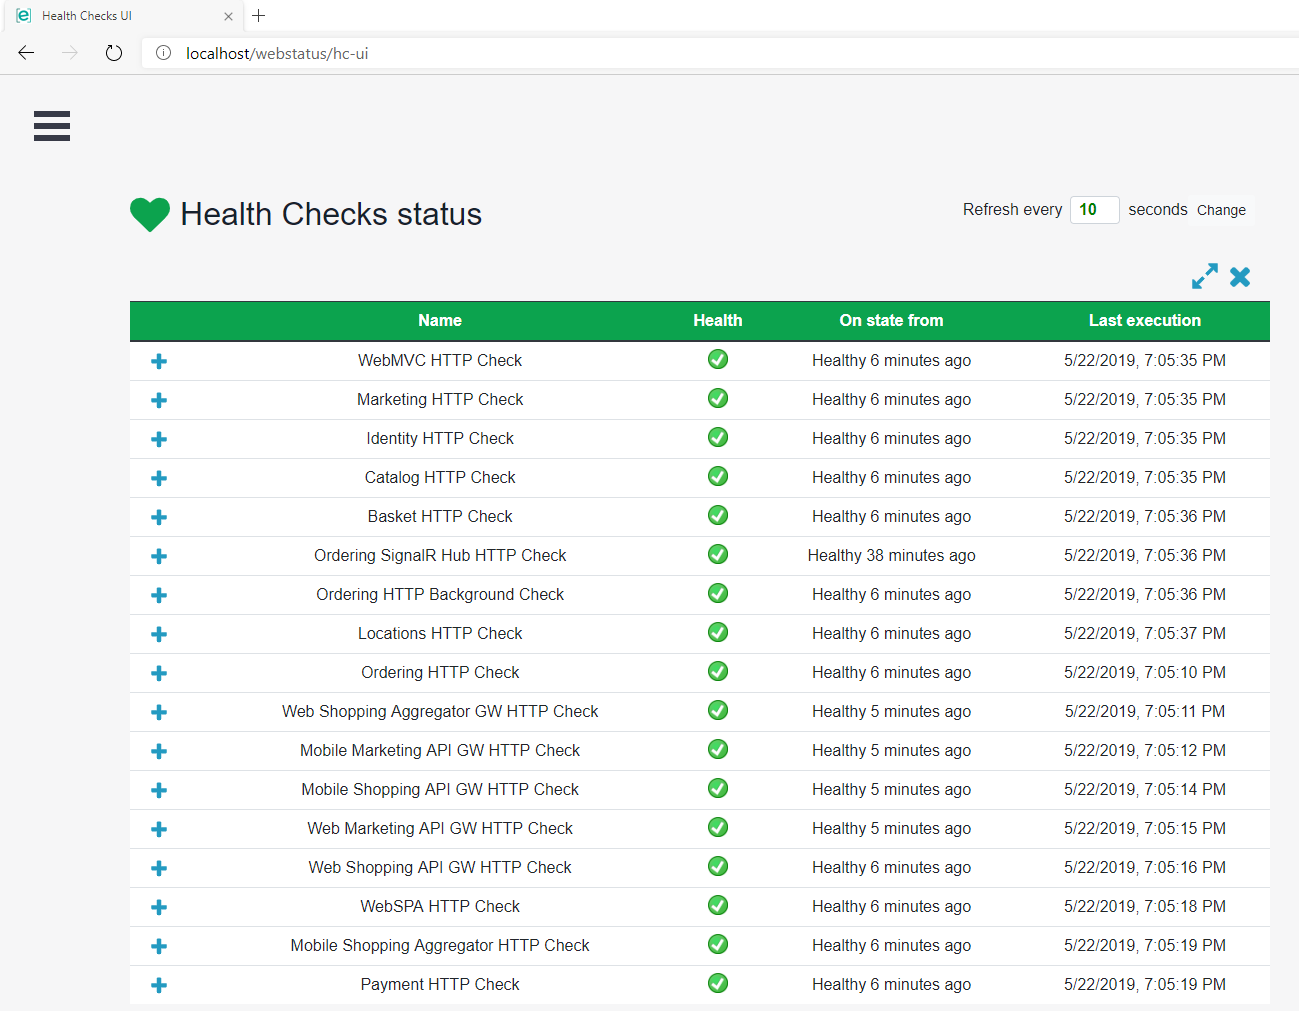 Health Checks UI
localhost/webstatus/hc-ui
Health Checks status
Refresh every 10 seconds Change
Name Health On state from Last execution
WebMVC HTTP Check Healthy 6 minutes ago 5/22/2019, 7:05:35 PM
Marketing HTTP Check Healthy 6 minutes ago 5/22/2019, 7:05:35 PM
Identity HTTP Check Healthy 6 minutes ago 5/22/2019, 7:05:35 PM
Catalog HTTP Check Healthy 6 minutes ago 5/22/2019, 7:05:35 PM
Basket HTTP Check Healthy 6 minutes ago 5/22/2019, 7:05:36 PM
Ordering SignalR Hub HTTP Check Healthy 38 minutes ago 5/22/2019, 7:05:36 PM
Ordering HTTP Background Check Healthy 6 minutes ago 5/22/2019, 7:05:36 PM
Locations HTTP Check Healthy 6 minutes ago 5/22/2019, 7:05:37 PM
Ordering HTTP Check Healthy 6 minutes ago 5/22/2019, 7:05:10 PM
Web Shopping Aggregator GW HTTP Check Healthy 5 minutes ago 5/22/2019, 7:05:11 PM
Mobile Marketing API GW HTTP Check Healthy 5 minutes ago 5/22/2019, 7:05:12 PM
Mobile Shopping API GW HTTP Check Healthy 5 minutes ago 5/22/2019, 7:05:14 PM
Web Marketing API GW HTTP Check Healthy 5 minutes ago 5/22/2019, 7:05:15 PM
Web Shopping API GW HTTP Check Healthy 6 minutes ago 5/22/2019, 7:05:16 PM
WebSPA HTTP Check Healthy 6 minutes ago 5/22/2019, 7:05:18 PM
Mobile Shopping Aggregator HTTP Check Healthy 6 minutes ago 5/22/2019, 7:05:19 PM
Payment HTTP Check Healthy 6 minutes ago 5/22/2019, 7:05:19 PM